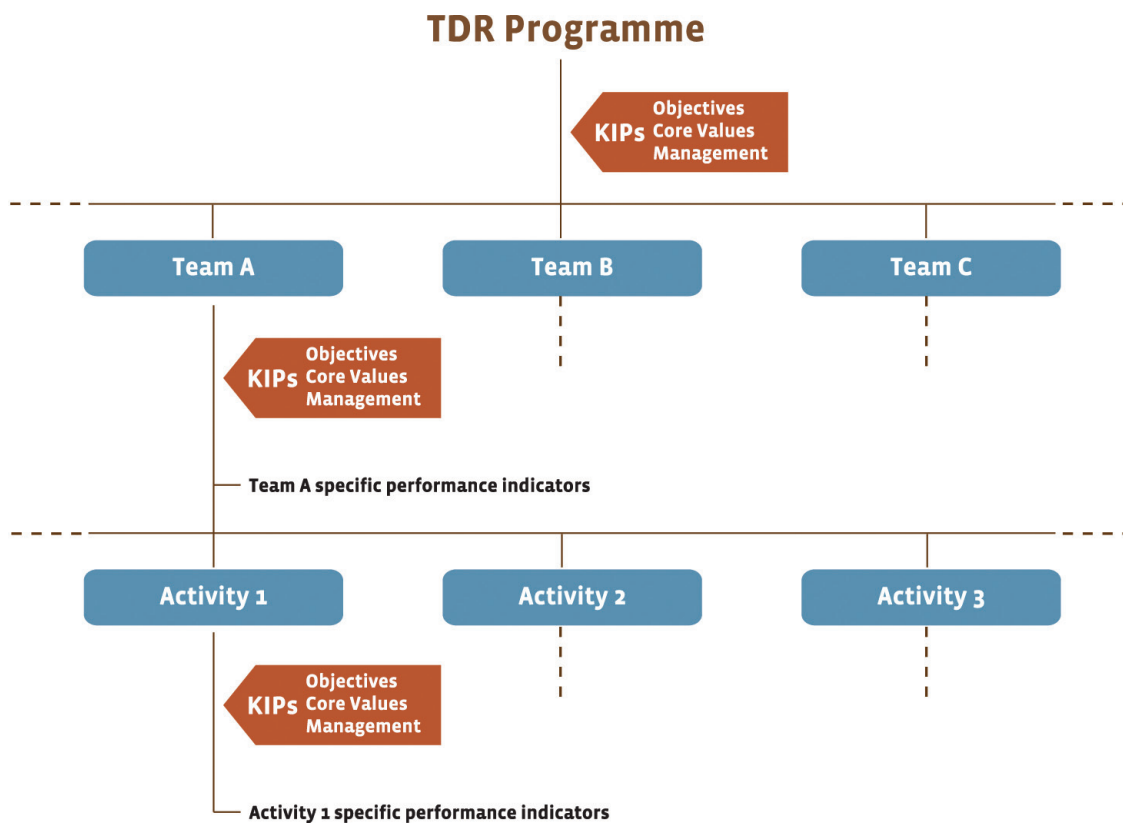 TDR Programme
KIPs
Objectives
Core Values
Management
Team A
Team B
Team C
KIPs
Objectives
Core Values
Management
Team A specific performance indicators
Activity 1
Activity 2
Activity 3
KIPs
Objectives
Core Values
Management
Activity 1 specific performance indicators